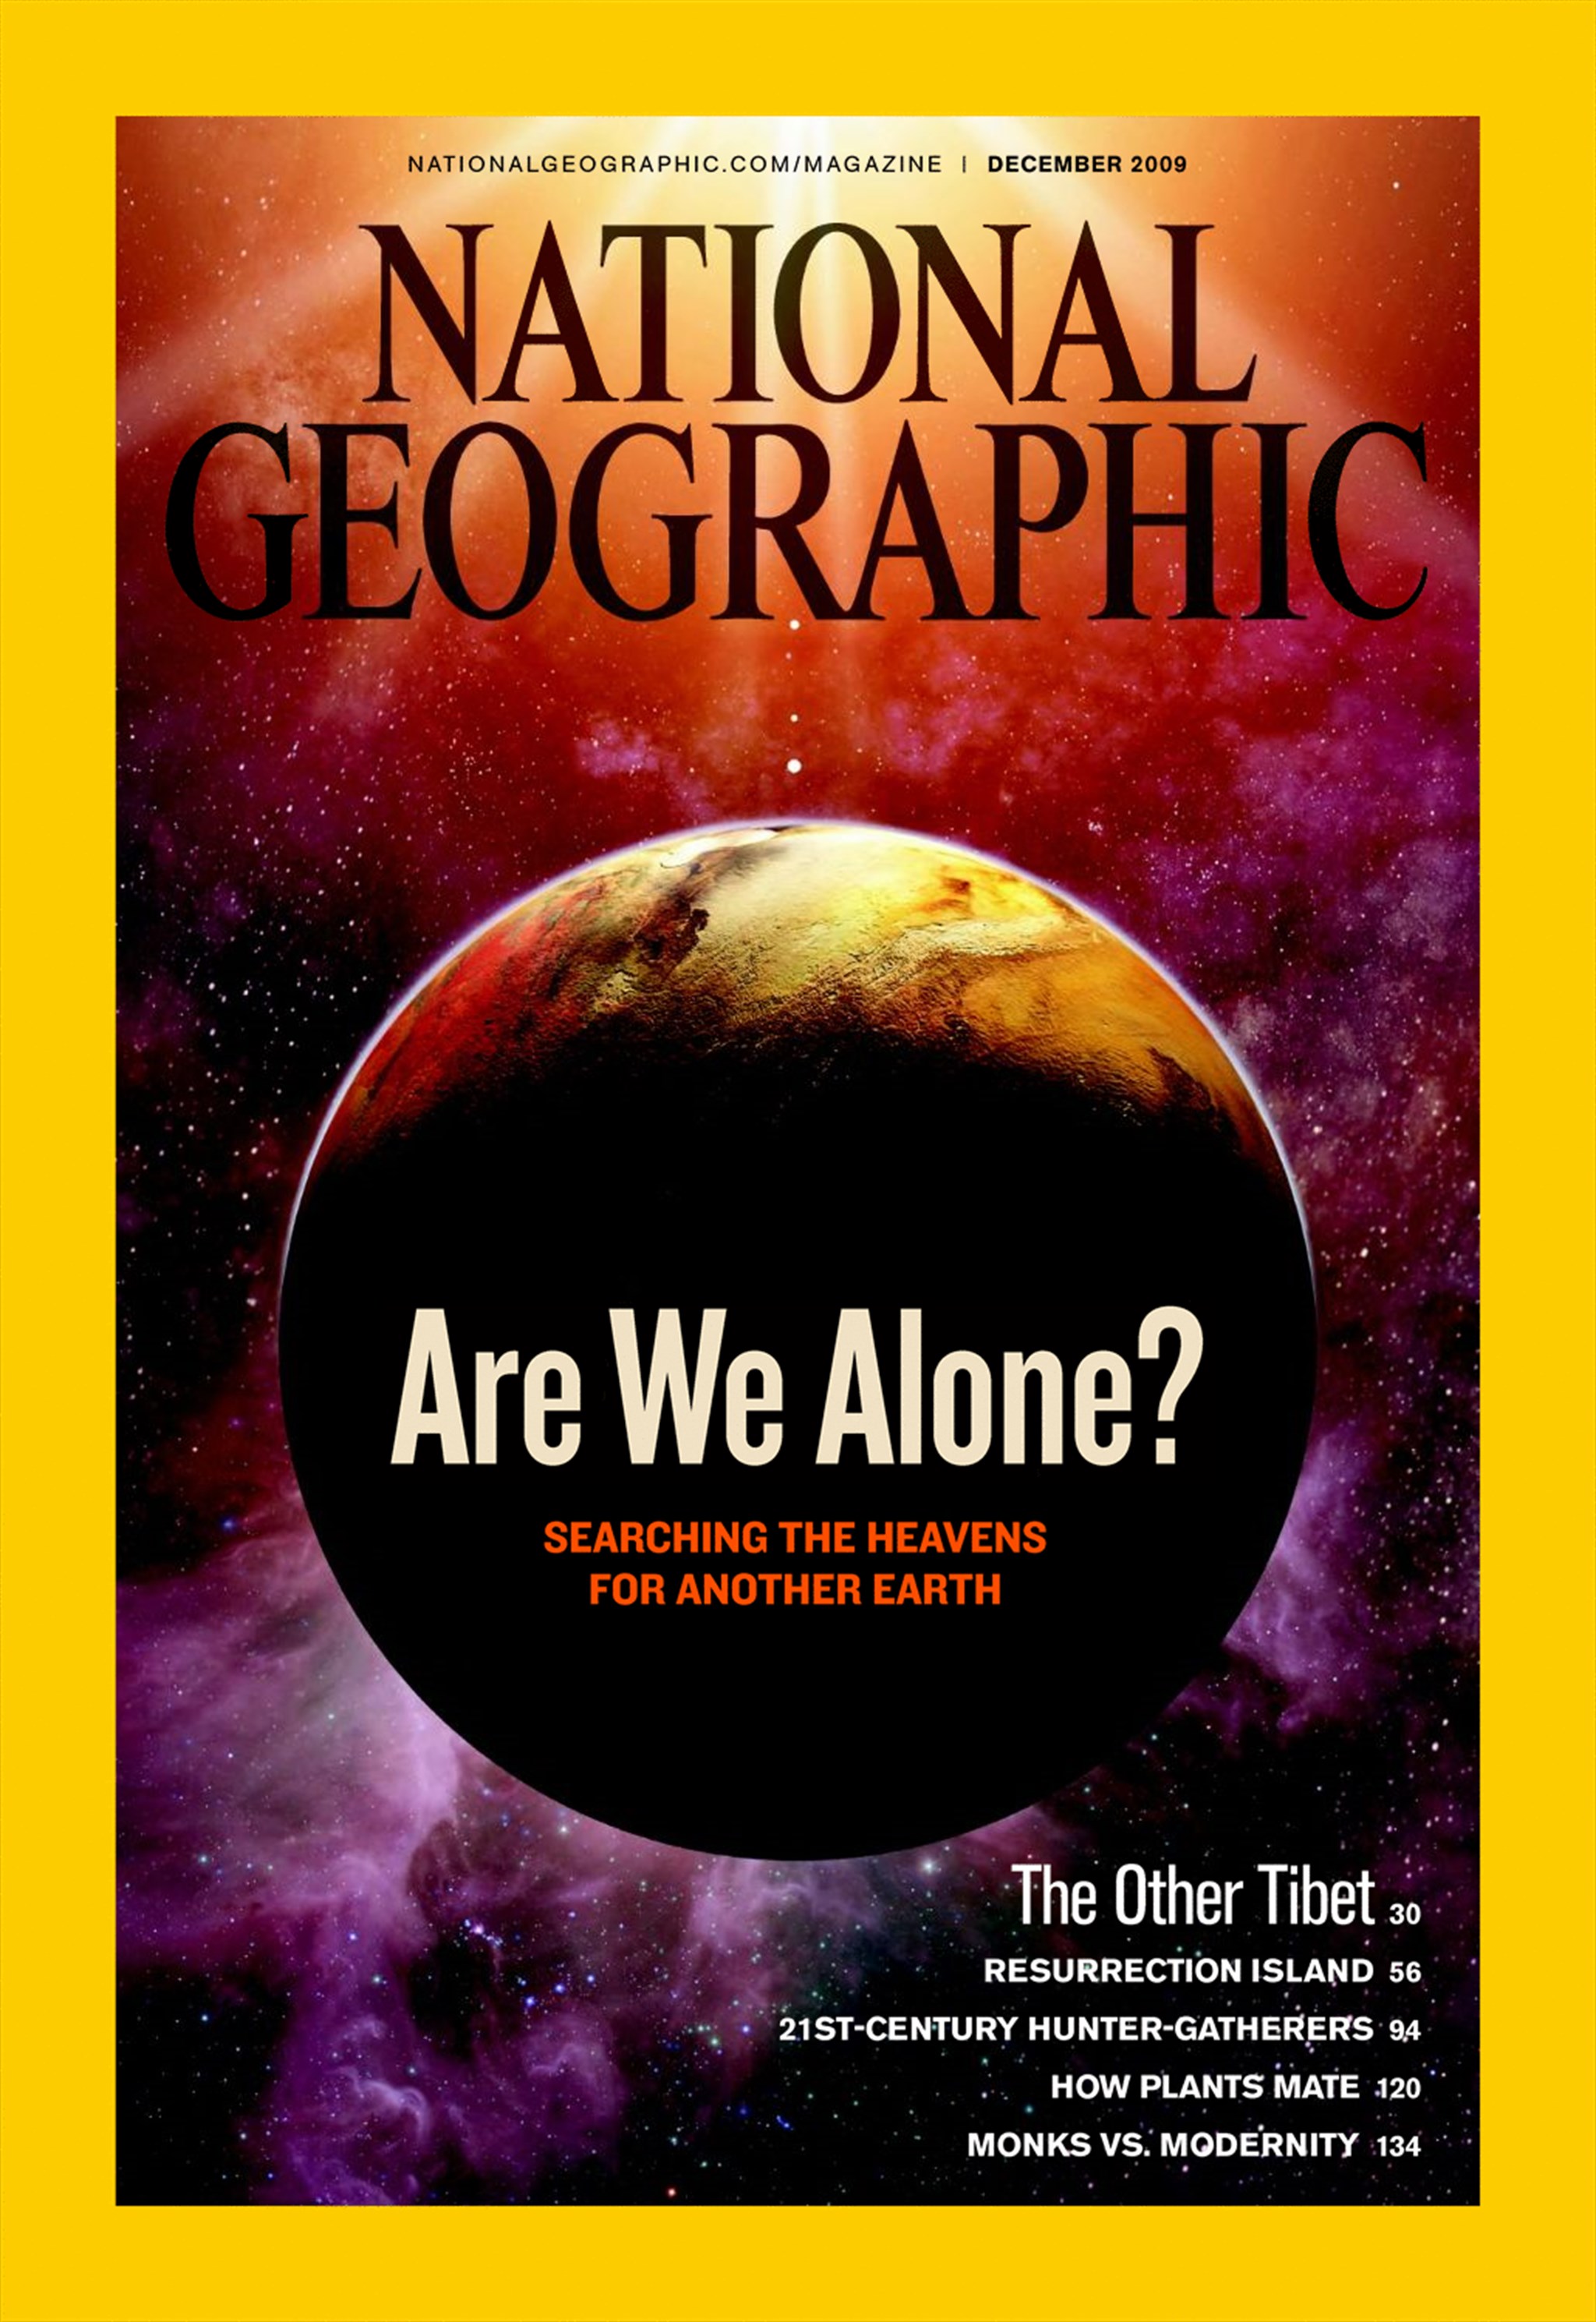 NATIONALGEOGRAPHIC.COM/MAGAZINE | DECEMBER 2009
NATIONAL
GEOGRAPHIC
Are We Alone?
SEARCHING THE HEAVENS
FOR ANOTHER EARTH
The Other Tibet 30
RESURRECTION ISLAND 56
21ST-CENTURY HUNTER-GATHERERS 94
HOW PLANTS MATE 120
MONKS VS. MODERNITY 134